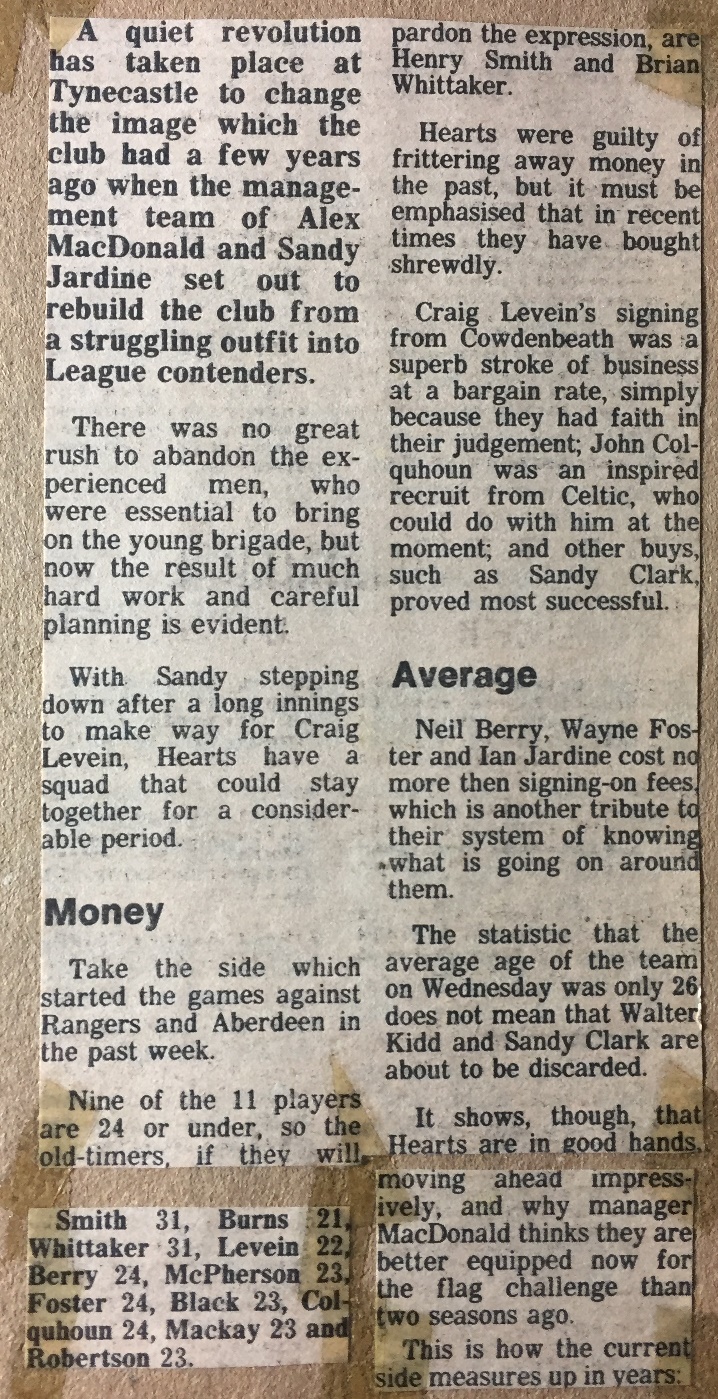 A quiet revolution
has taken place at
Tynecastle to change
the image which the
club had a few years
ago when the manage-
ment team of Alex
MacDonald and Sandy
Jardine set out to
rebuild the club from
a struggling outfit into
League contenders.
There was no great
rush to abandon the ex-
perienced men, who
were essential to bring
on the young brigade, but
now the result of much
hard work and careful
planning is evident.
With Sandy stepping
down after a long innings
to make way for Craig
Levein, Hearts have a
squad that could stay
together for a consider-
able period.
Money
Take the side which
started the games against
Rangers and Aberdeen in
the past week.
Nine of the 11 players
are 24 or under, so the
old-timers, if they will
pardon the expression, are
Henry Smith and Brian
Whittaker.
Hearts were guilty of
frittering away money in
the past, but it must be
emphasised that in recent
times they have bought
shrewdly.
Craig Levein's signing
from Cowdenbeath was a
superb stroke of business
at a bargain rate, simply
because they had faith in
their judgement; John Col-
quhoun was an inspired
recruit from Celtic, who
could do with him at the
moment; and other buys,
such as Sandy Clark,
proved most successful.
Average
Neil Berry, Wayne Fos-
ter and Ian Jardine cost no
more then signing-on fees,
which is another tribute to
their system of knowing
what is going on around
them.
The statistic that the
average age of the team
on Wednesday was only 26
does not mean that Walter
Kidd and Sandy Clark are
about to be discarded.
It shows, though, that
Hearts are in good hands,
moving ahead impress-
ively, and why manager
MacDonald thinks they are
better equipped now for
the flag challenge than
two seasons ago.
This is how the current
side measures up in years:
Smith 31, Burns 21,
Whittaker 31, Levein 22,
Berry 24, McPherson 23,
Foster 24, Black 23, Col-
quhoun 24, Mackay 23 and
Robertson 23.